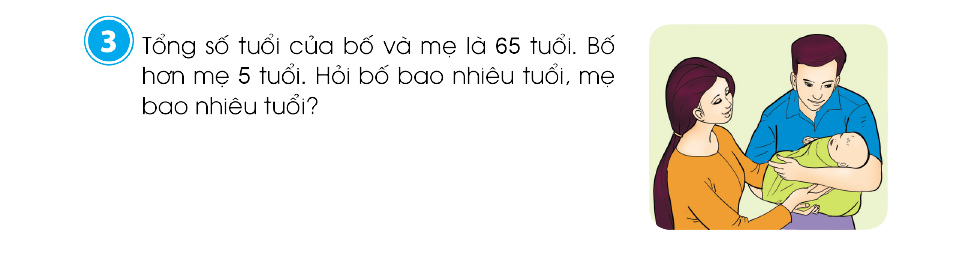 3 Tổng số tuổi của bố và mẹ là 65 tuổi. Bố
hơn mẹ 5 tuổi. Hỏi bố bao nhiêu tuổi, mẹ
bao nhiêu tuổi?